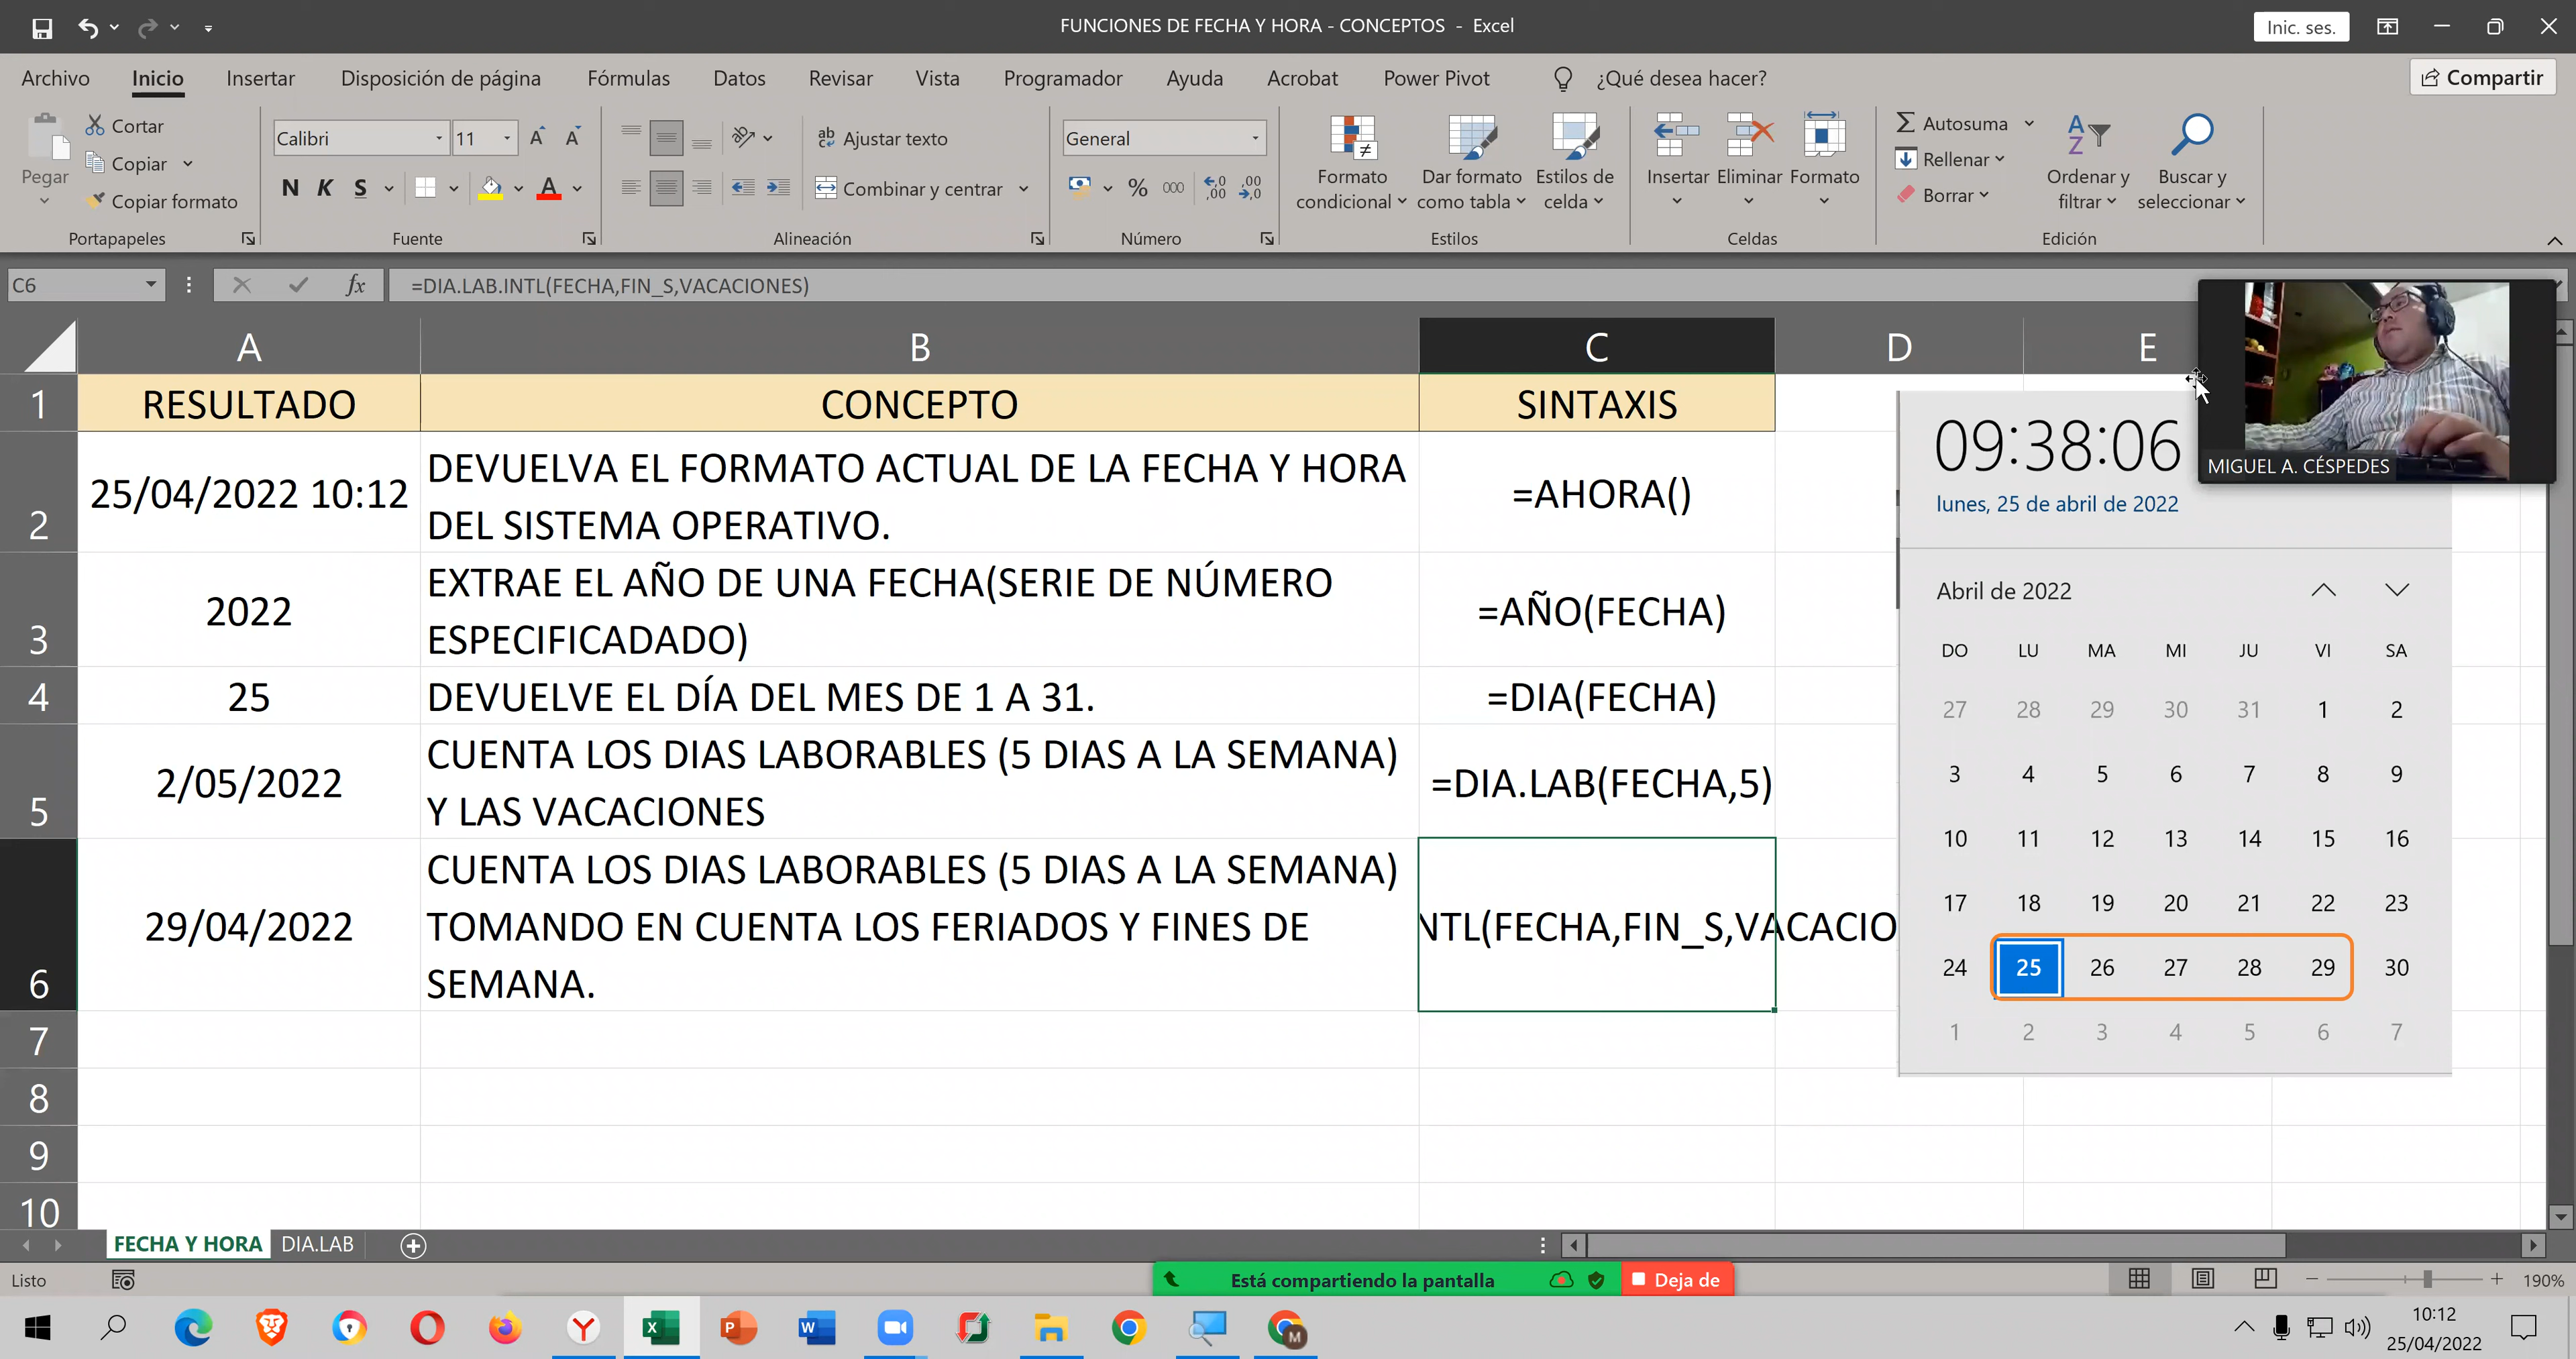 FUNCIONES DE FECHA Y HORA - CONCEPTOS - Excel
Inic. ses.
Archivo Inicio Insertar Disposición de página Fórmulas Datos Revisar Vista Programador Ayuda Acrobat Power Pivot ¿Qué desea hacer? Compartir
Pegar
Cortar
Copiar
Copiar formato
Portapapeles
Calibri 11
N K S
Fuente
Ajustar texto
Combinar y centrar
Alineación
General
% 000
Número
Formato condicional
Dar formato como tabla
Estilos de celda
Estilos
Insertar Eliminar Formato
Celdas
Autosuma
Rellenar
Borrar
Ordenar y filtrar
Buscar y seleccionar
Edición
C6 fx =DIA.LAB.INTL(FECHA,FIN_S,VACACIONES)
A B C D E
1 RESULTADO CONCEPTO SINTAXIS
2 25/04/2022 10:12 DEVUELVA EL FORMATO ACTUAL DE LA FECHA Y HORA
DEL SISTEMA OPERATIVO. =AHORA()
3 2022 EXTRAE EL AÑO DE UNA FECHA(SERIE DE NÚMERO
ESPECIFICADADO) =AÑO(FECHA)
4 25 DEVUELVE EL DÍA DEL MES DE 1 A 31. =DIA(FECHA)
5 2/05/2022 CUENTA LOS DIAS LABORABLES (5 DIAS A LA SEMANA)
Y LAS VACACIONES =DIA.LAB(FECHA,5)
6 29/04/2022 CUENTA LOS DIAS LABORABLES (5 DIAS A LA SEMANA)
TOMANDO EN CUENTA LOS FERIADOS Y FINES DE
SEMANA. NTL(FECHA,FIN_S,VACACIO
7
8
9
10
MIGUEL A. CÉSPEDES
09:38:06
lunes, 25 de abril de 2022
Abril de 2022
DO LU MA MI JU VI SA
27 28 29 30 31 1 2
3 4 5 6 7 8 9
10 11 12 13 14 15 16
17 18 19 20 21 22 23
24 25 26 27 28 29 30
1 2 3 4 5 6 7
FECHA Y HORA DIA.LAB
Listo
Está compartiendo la pantalla Deja de
190%
10:12
25/04/2022